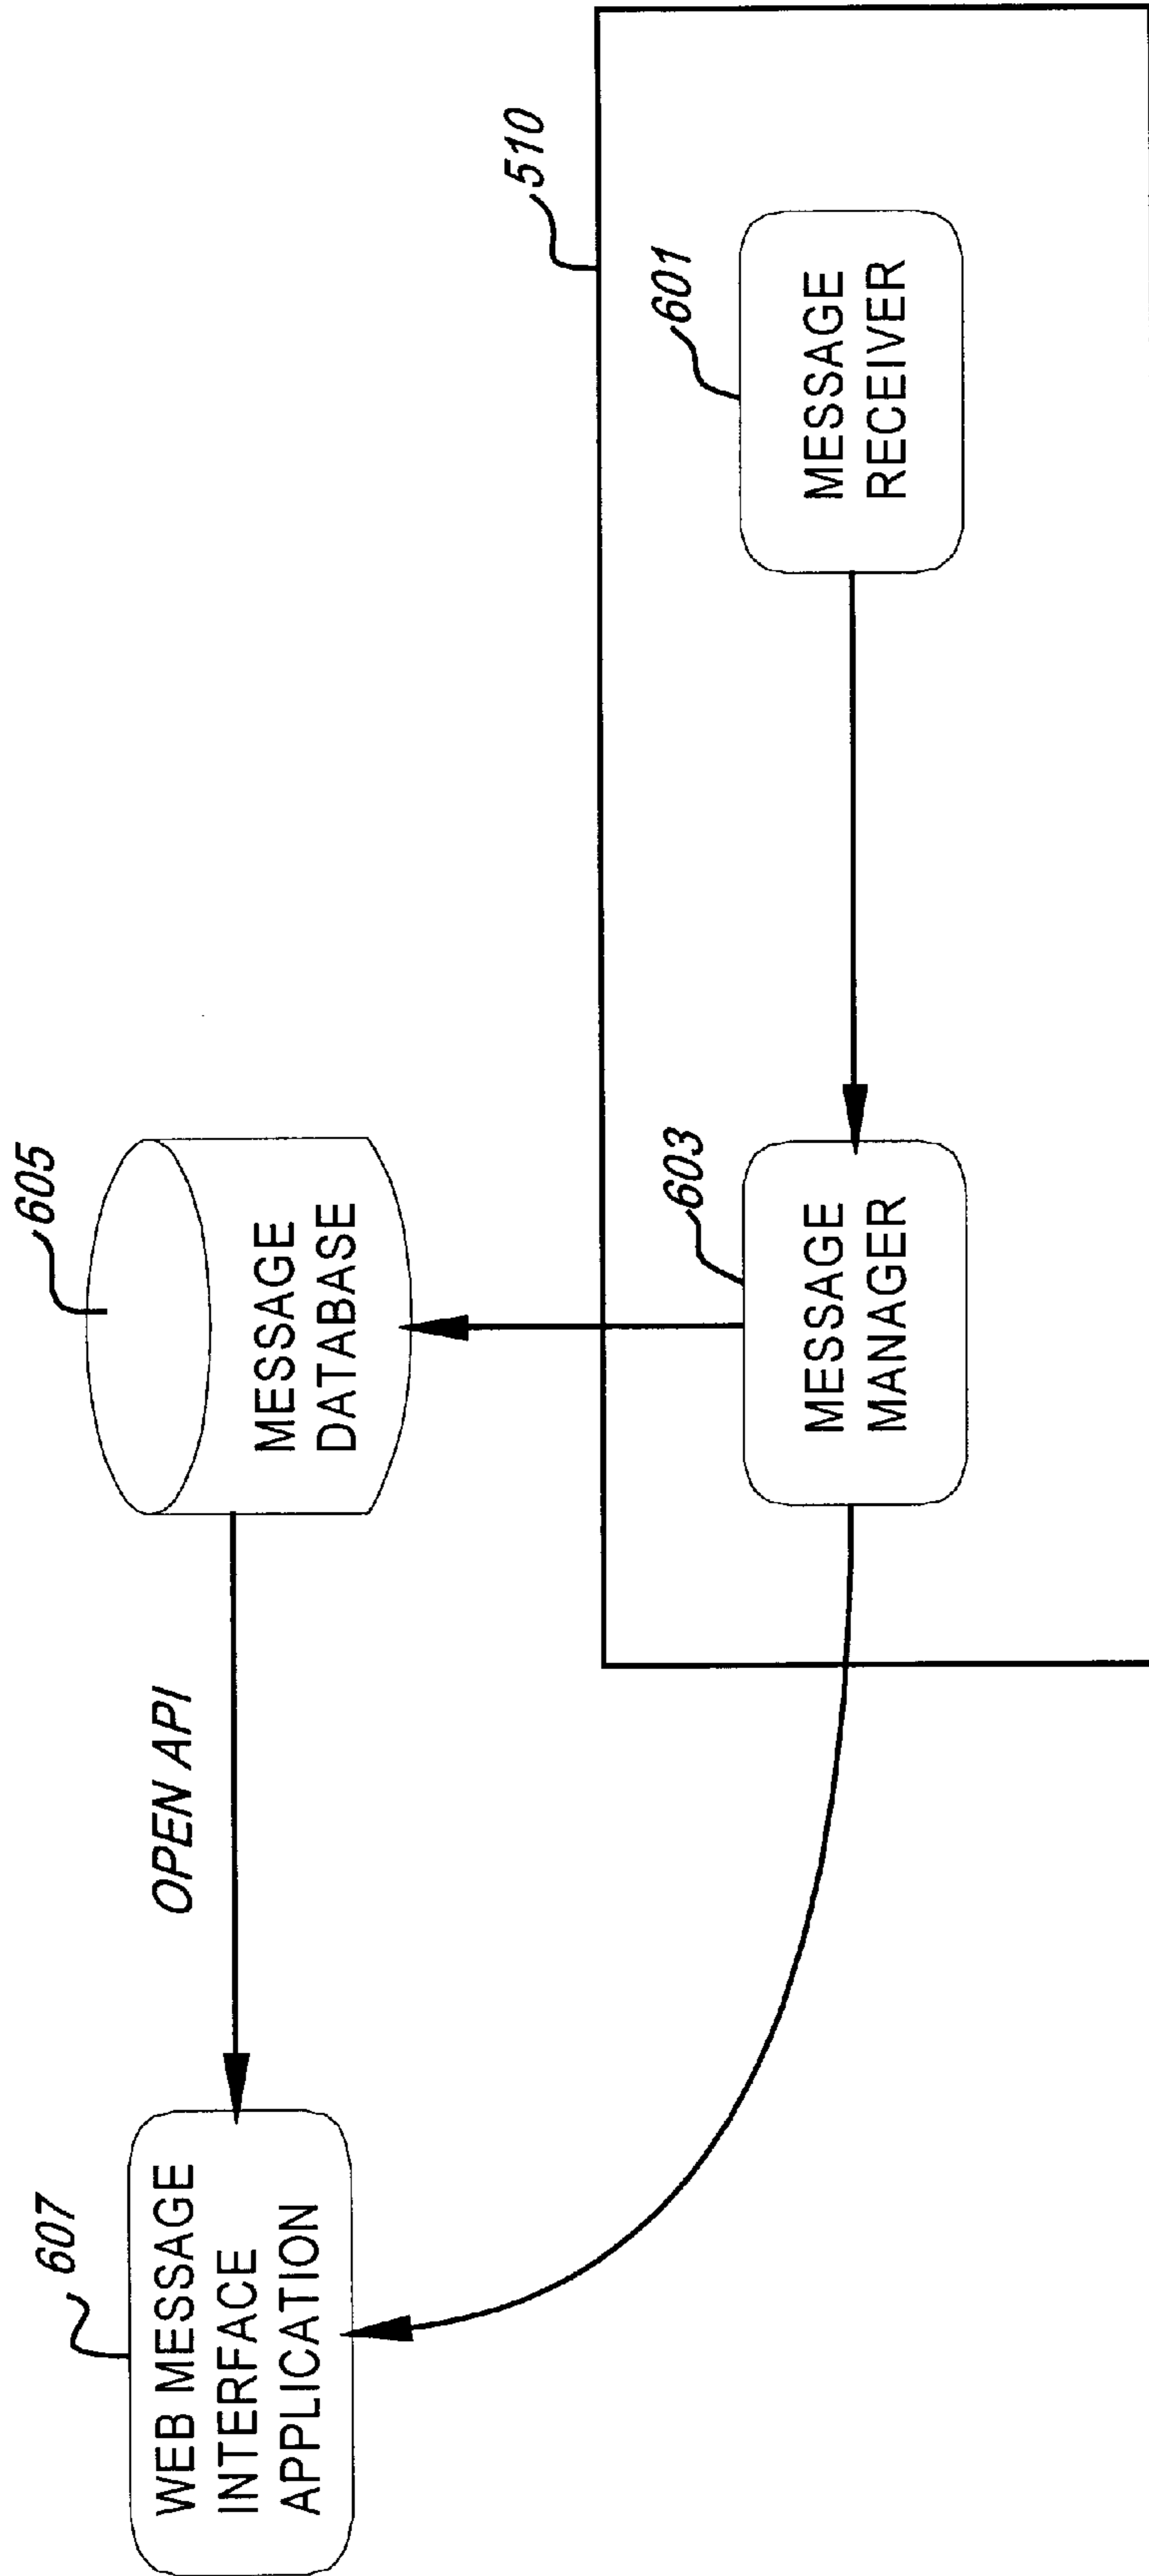 607
WEB MESSAGE
INTERFACE
APPLICATION
OPEN API
605
MESSAGE
DATABASE
603
MESSAGE
MANAGER
510
601
MESSAGE
RECEIVER